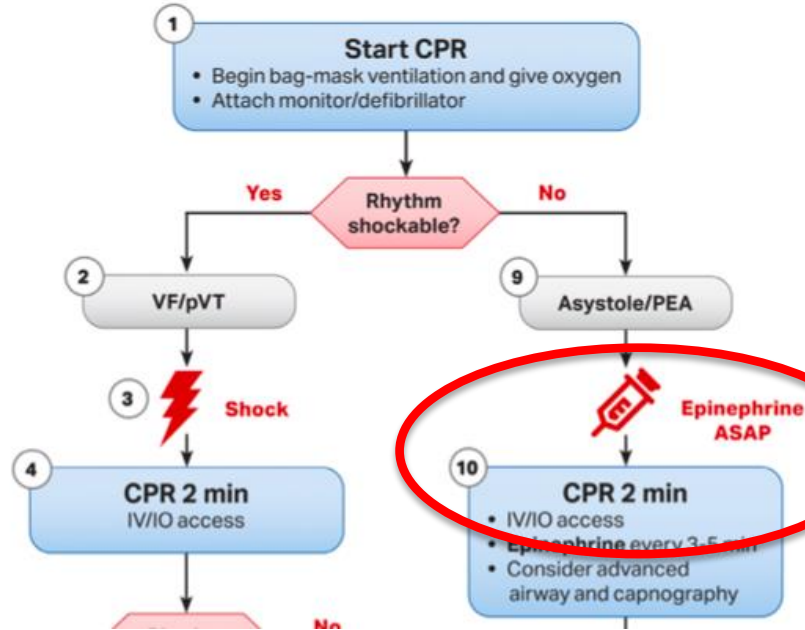 1
Start CPR
• Begin bag-mask ventilation and give oxygen
• Attach monitor/defibrillator
Yes
Rhythm
shockable?
No
2
VF/pVT
9
Asystole/PEA
3
Shock
Epinephrine
ASAP
4
CPR 2 min
IV/IO access
10
CPR 2 min
• IV/IO access
• Epinephrine every 3-5 min
• Consider advanced
airway and capnography
No